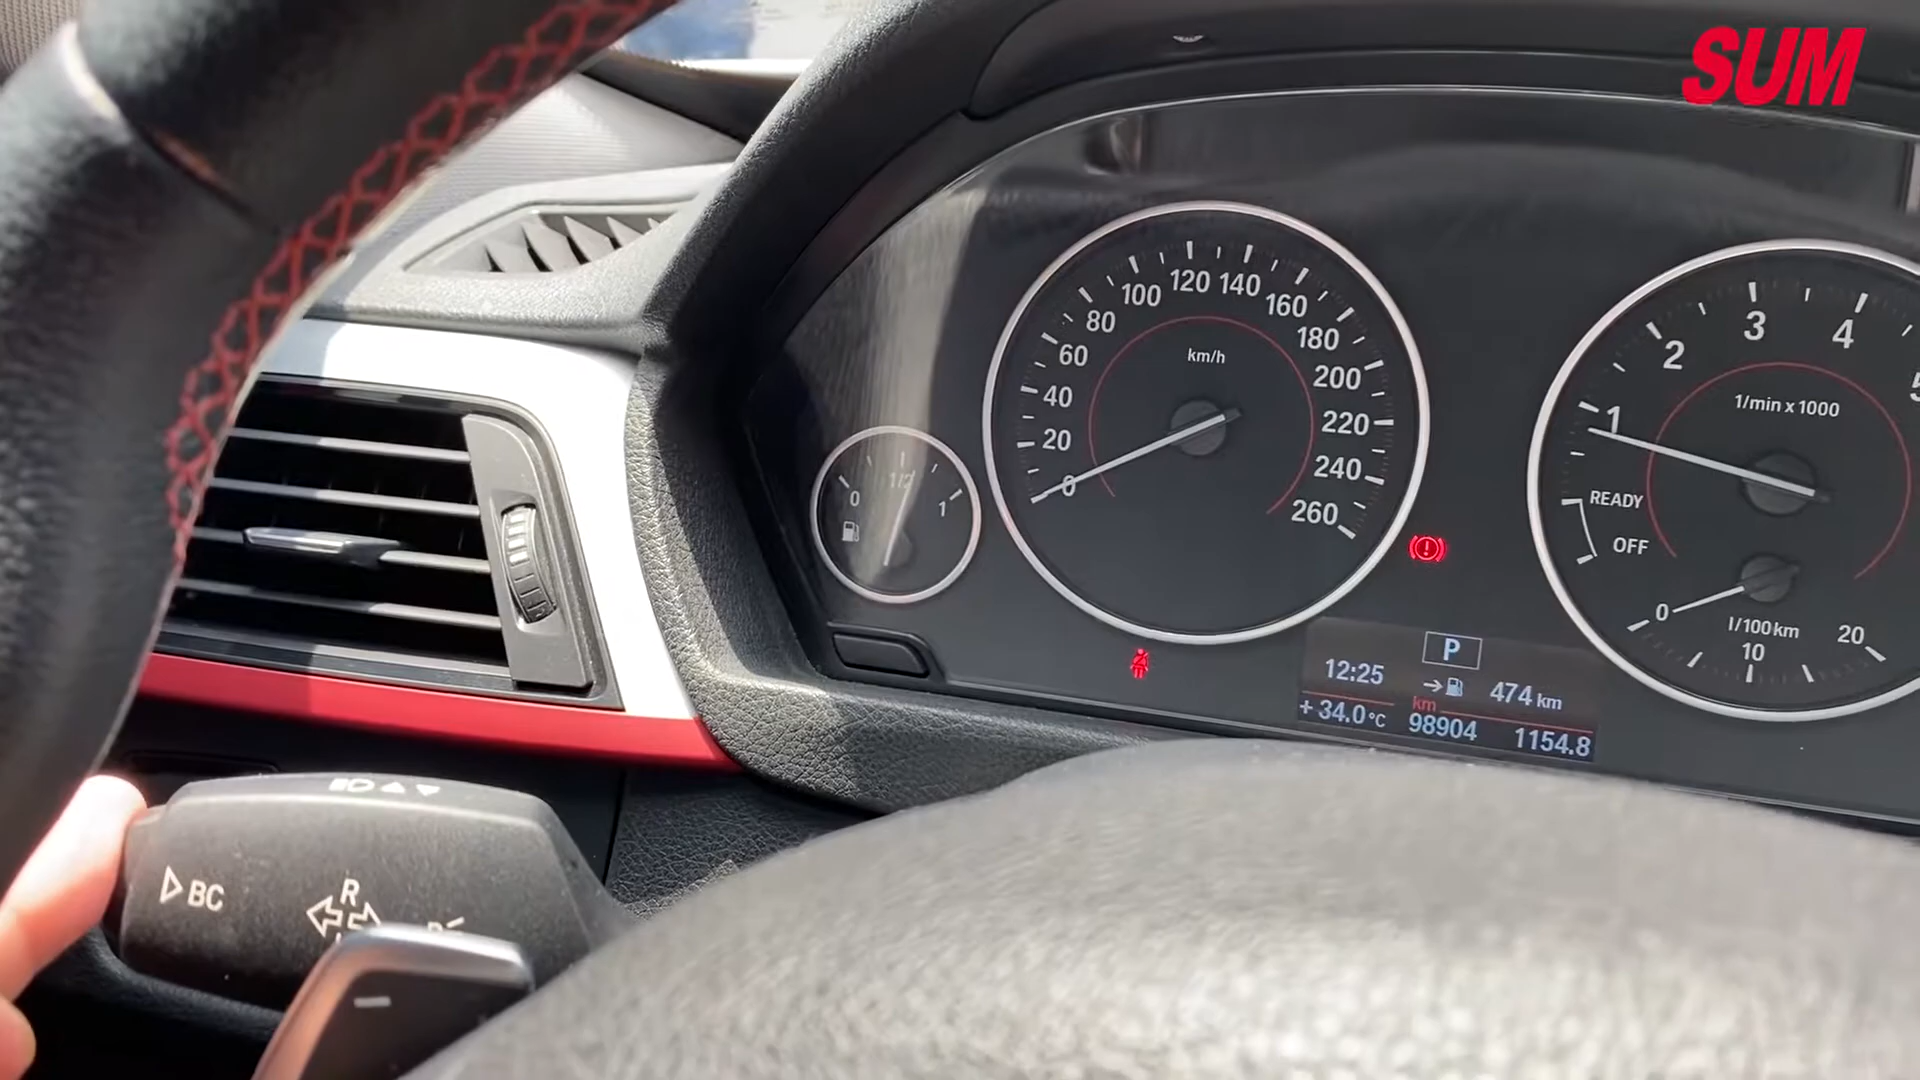 SUM
0 1/2 1
0 20 40 60 80 100 120 140 160 180 200 220 240 260
km/h
1 2 3 4 5
1/min x 1000
READY
OFF
0 10 20
l/100km
P
12:25
474 km
km
+ 34.0°C 98904 1154.8
BC
R